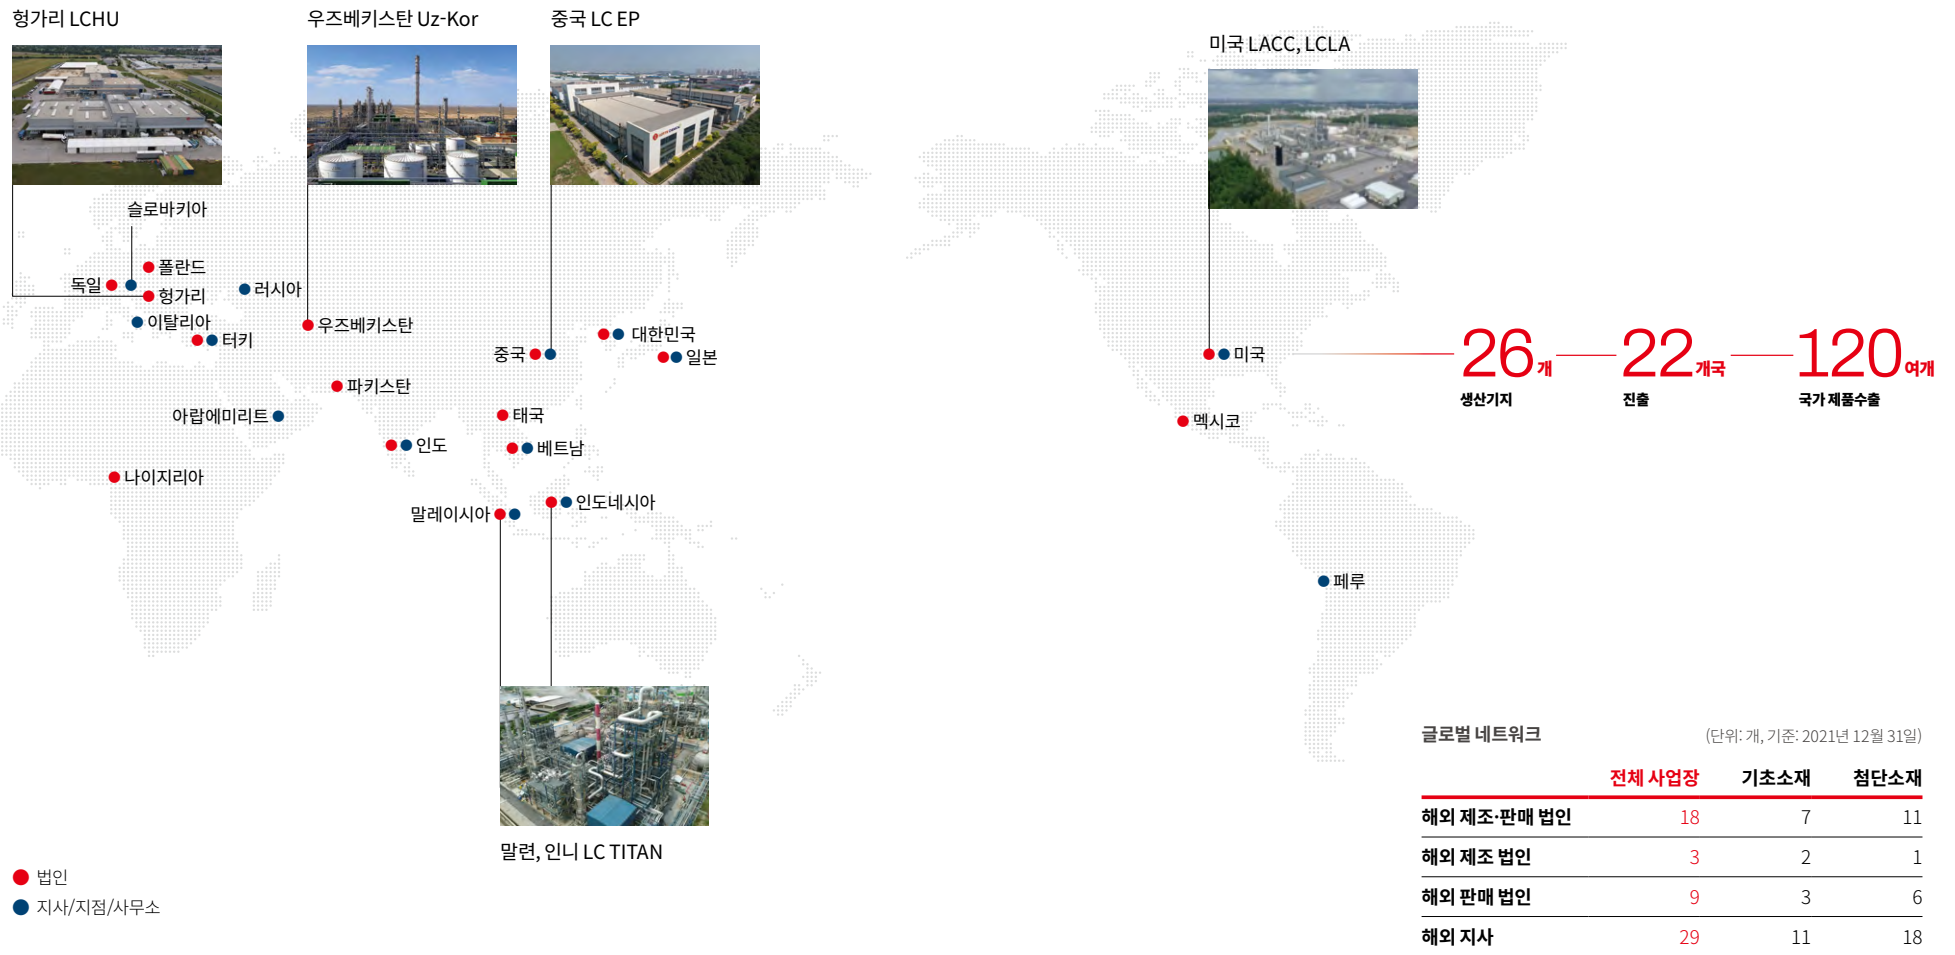 헝가리 LCHU
우즈베키스탄 Uz-Kor
중국 LC EP
미국 LACC, LCLA
슬로바키아
폴란드
독일
헝가리
러시아
이탈리아
터키
우즈베키스탄
중국
대한민국
일본
미국
파키스탄
아랍에미리트
태국
인도
베트남
멕시코
나이지리아
말레이시아
인도네시아
페루
26개
생산기지
22개국
진출
120여개
국가 제품수출
말련, 인니 LC TITAN
법인
지사/지점/사무소
글로벌 네트워크 (단위: 개, 기준: 2021년 12월 31일)
전체 사업장 기초소재 첨단소재
해외 제조·판매 법인 18 7 11
해외 제조 법인 3 2 1
해외 판매 법인 9 3 6
해외 지사 29 11 18